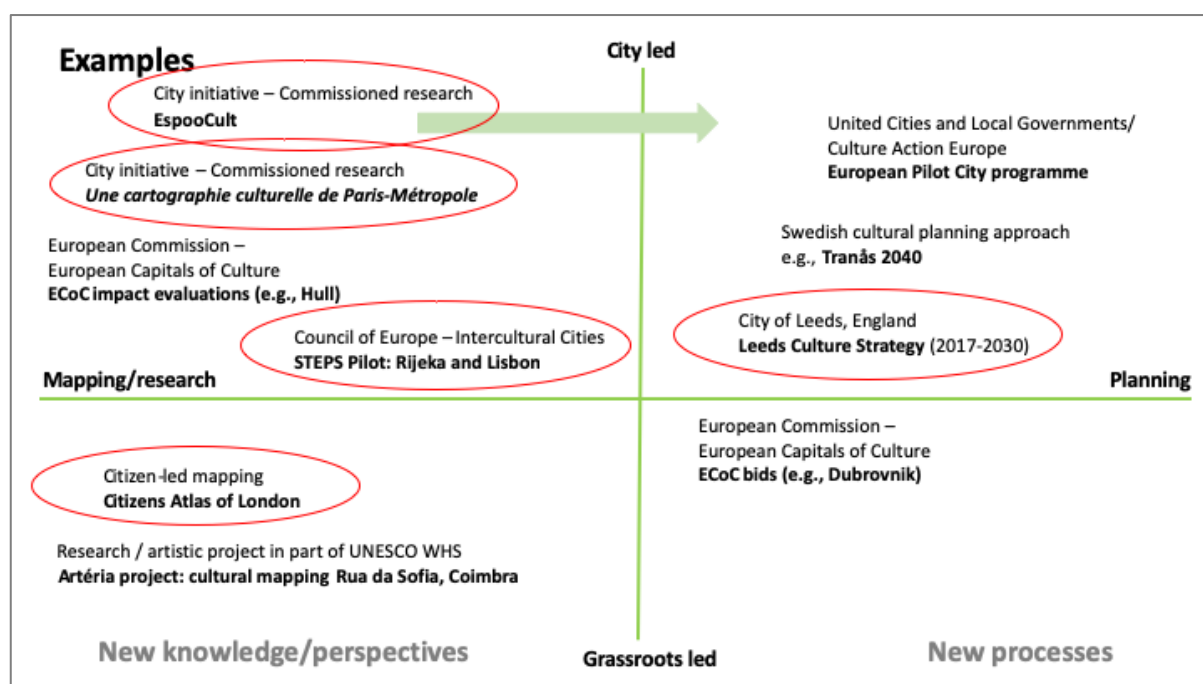 Examples
City led
City initiative – Commissioned research
EspooCult
City initiative – Commissioned research
Une cartographie culturelle de Paris-Métropole
European Commission –
European Capitals of Culture
ECoC impact evaluations (e.g., Hull)
Council of Europe – Intercultural Cities
STEPS Pilot: Rijeka and Lisbon
United Cities and Local Governments/
Culture Action Europe
European Pilot City programme
Swedish cultural planning approach
e.g., Tranås 2040
City of Leeds, England
Leeds Culture Strategy (2017-2030)
Mapping/research
Planning
Citizen-led mapping
Citizens Atlas of London
Research / artistic project in part of UNESCO WHS
Artéria project: cultural mapping Rua da Sofia, Coimbra
European Commission –
European Capitals of Culture
ECoC bids (e.g., Dubrovnik)
New knowledge/perspectives
Grassroots led
New processes